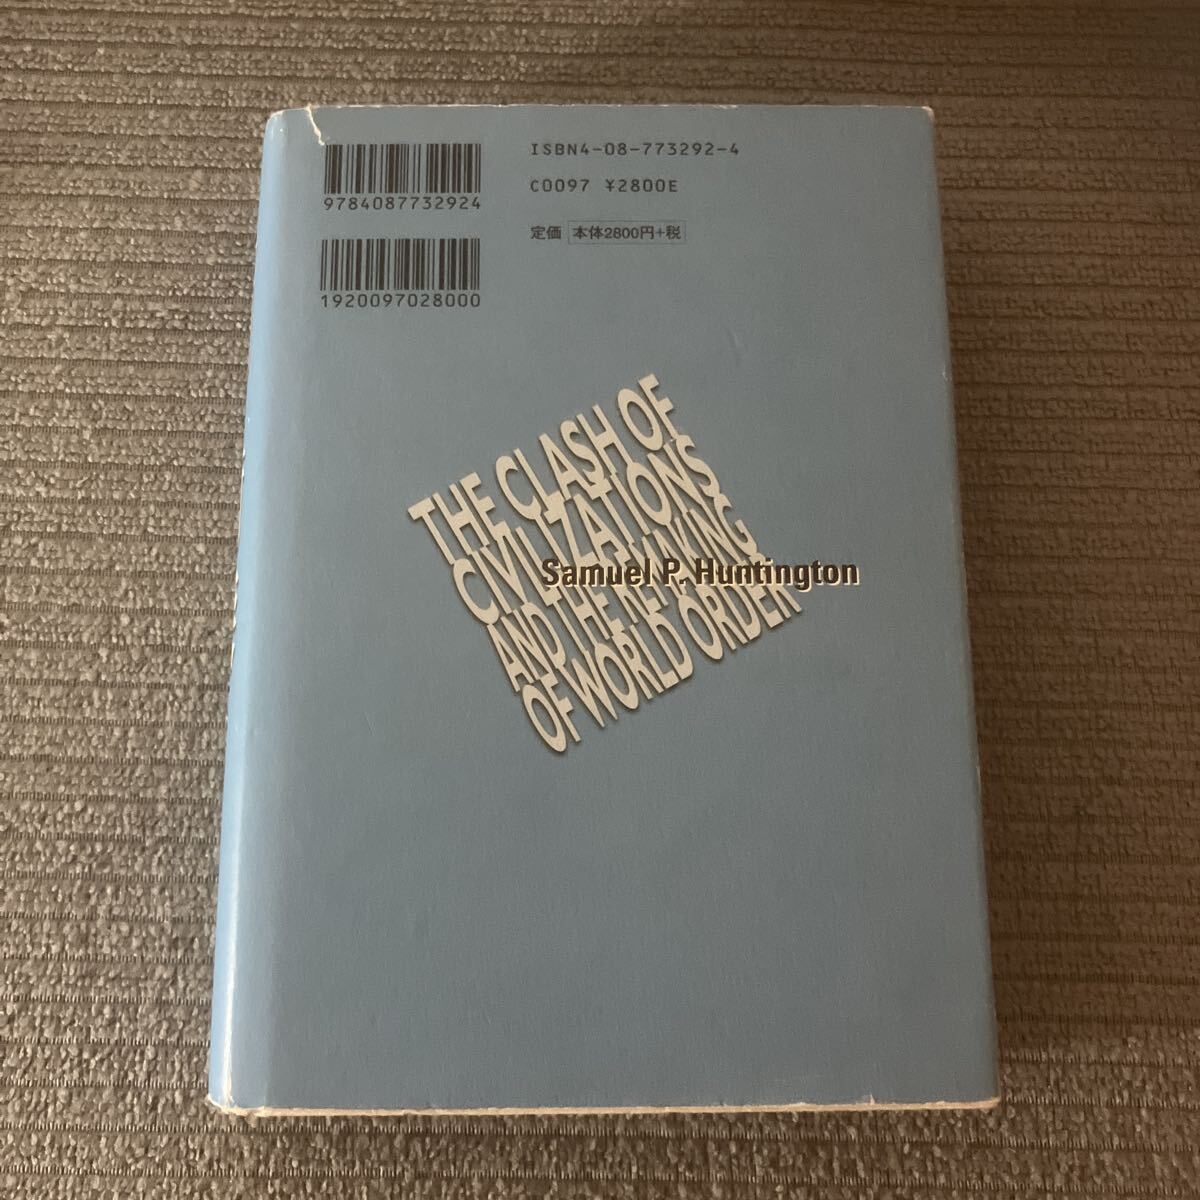 ISBN4-08-773292-4
9784087732924
C0097 ¥2800E
定価 本体2800円+税
1920097028000
THE CLASH OF
CIVILIZATIONS
AND THE REMAKING
OF WORLD ORDER
Samuel P. Huntington